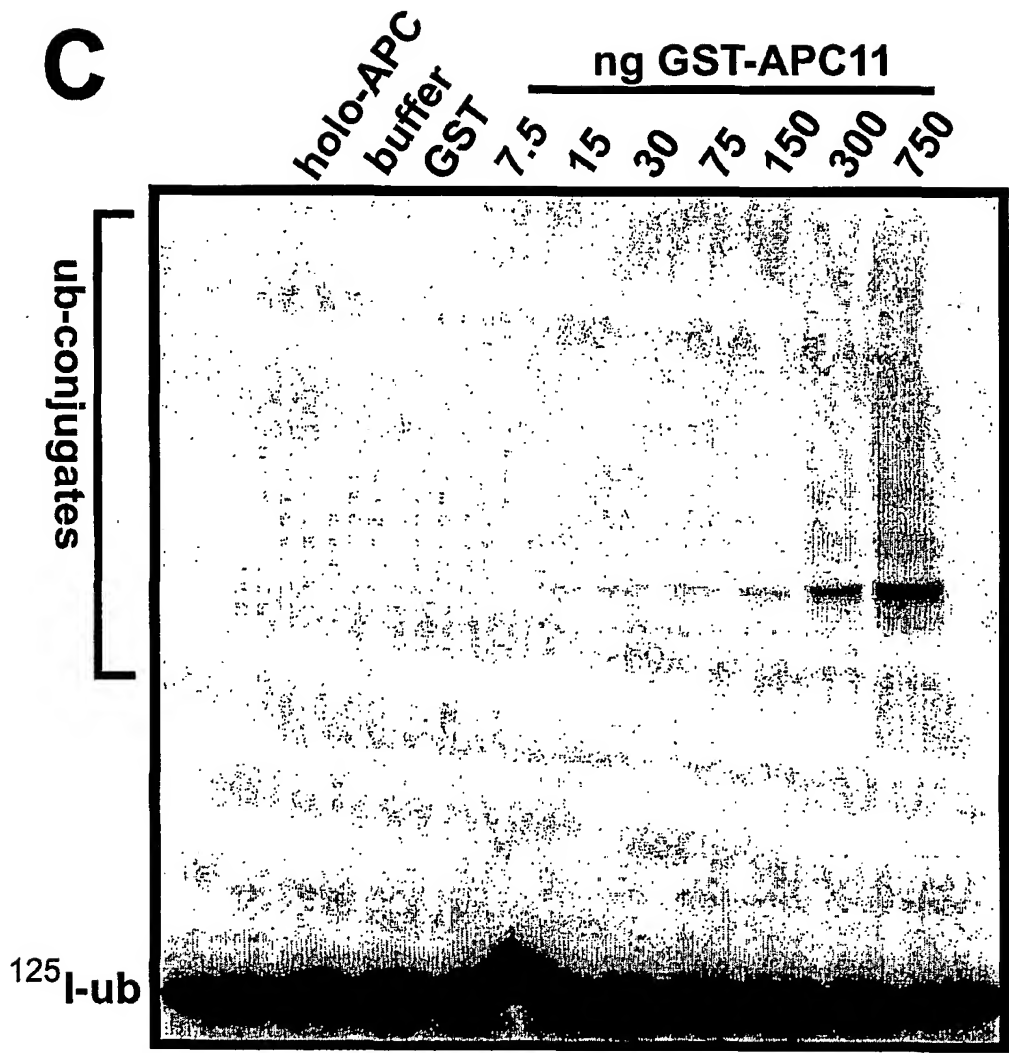 C
ng GST-APC11
holo-APC
buffer
GST
7.5
15
30
75
150
300
750
ub-conjugates
125I-ub